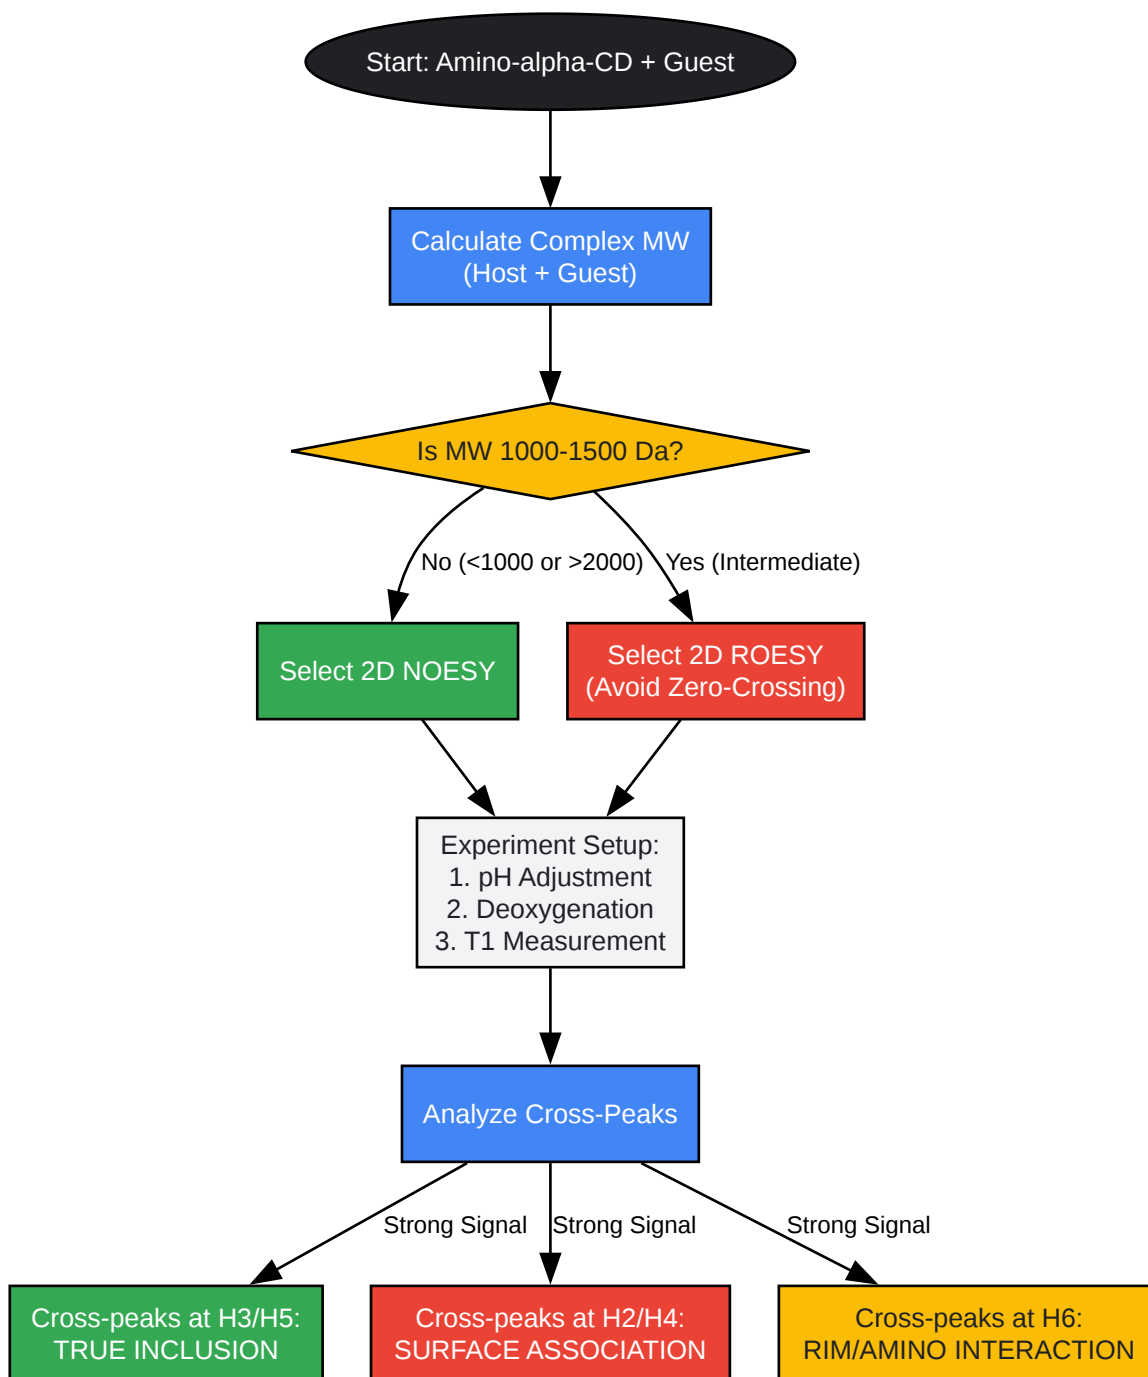 Start: Amino-alpha-CD + Guest
Calculate Complex MW
(Host + Guest)
Is MW 1000-1500 Da?
No (<1000 or >2000)
Yes (Intermediate)
Select 2D NOESY
Select 2D ROESY
(Avoid Zero-Crossing)
Experiment Setup:
1. pH Adjustment
2. Deoxygenation
3. T1 Measurement
Analyze Cross-Peaks
Strong Signal
Strong Signal
Strong Signal
Cross-peaks at H3/H5:
TRUE INCLUSION
Cross-peaks at H2/H4:
SURFACE ASSOCIATION
Cross-peaks at H6:
RIM/AMINO INTERACTION